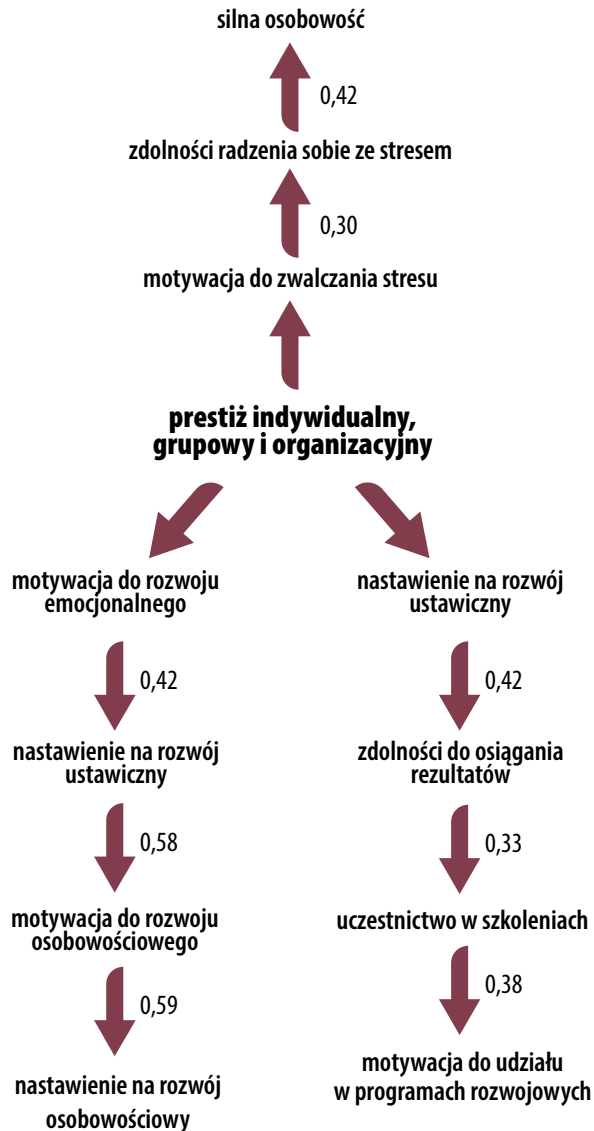 silna osobowość
0,42
zdolności radzenia sobie ze stresem
0,30
motywacja do zwalczania stresu
prestiż indywidualny,
grupowy i organizacyjny
motywacja do rozwoju
emocjonalnego
0,42
nastawienie na rozwój
ustawiczny
0,58
motywacja do rozwoju
osobowościowego
0,59
nastawienie na rozwój
osobowościowy
nastawienie na rozwój
ustawiczny
0,42
zdolności do osiągania
rezultatów
0,33
uczestnictwo w szkoleniach
0,38
motywacja do udziału
w programach rozwojowych